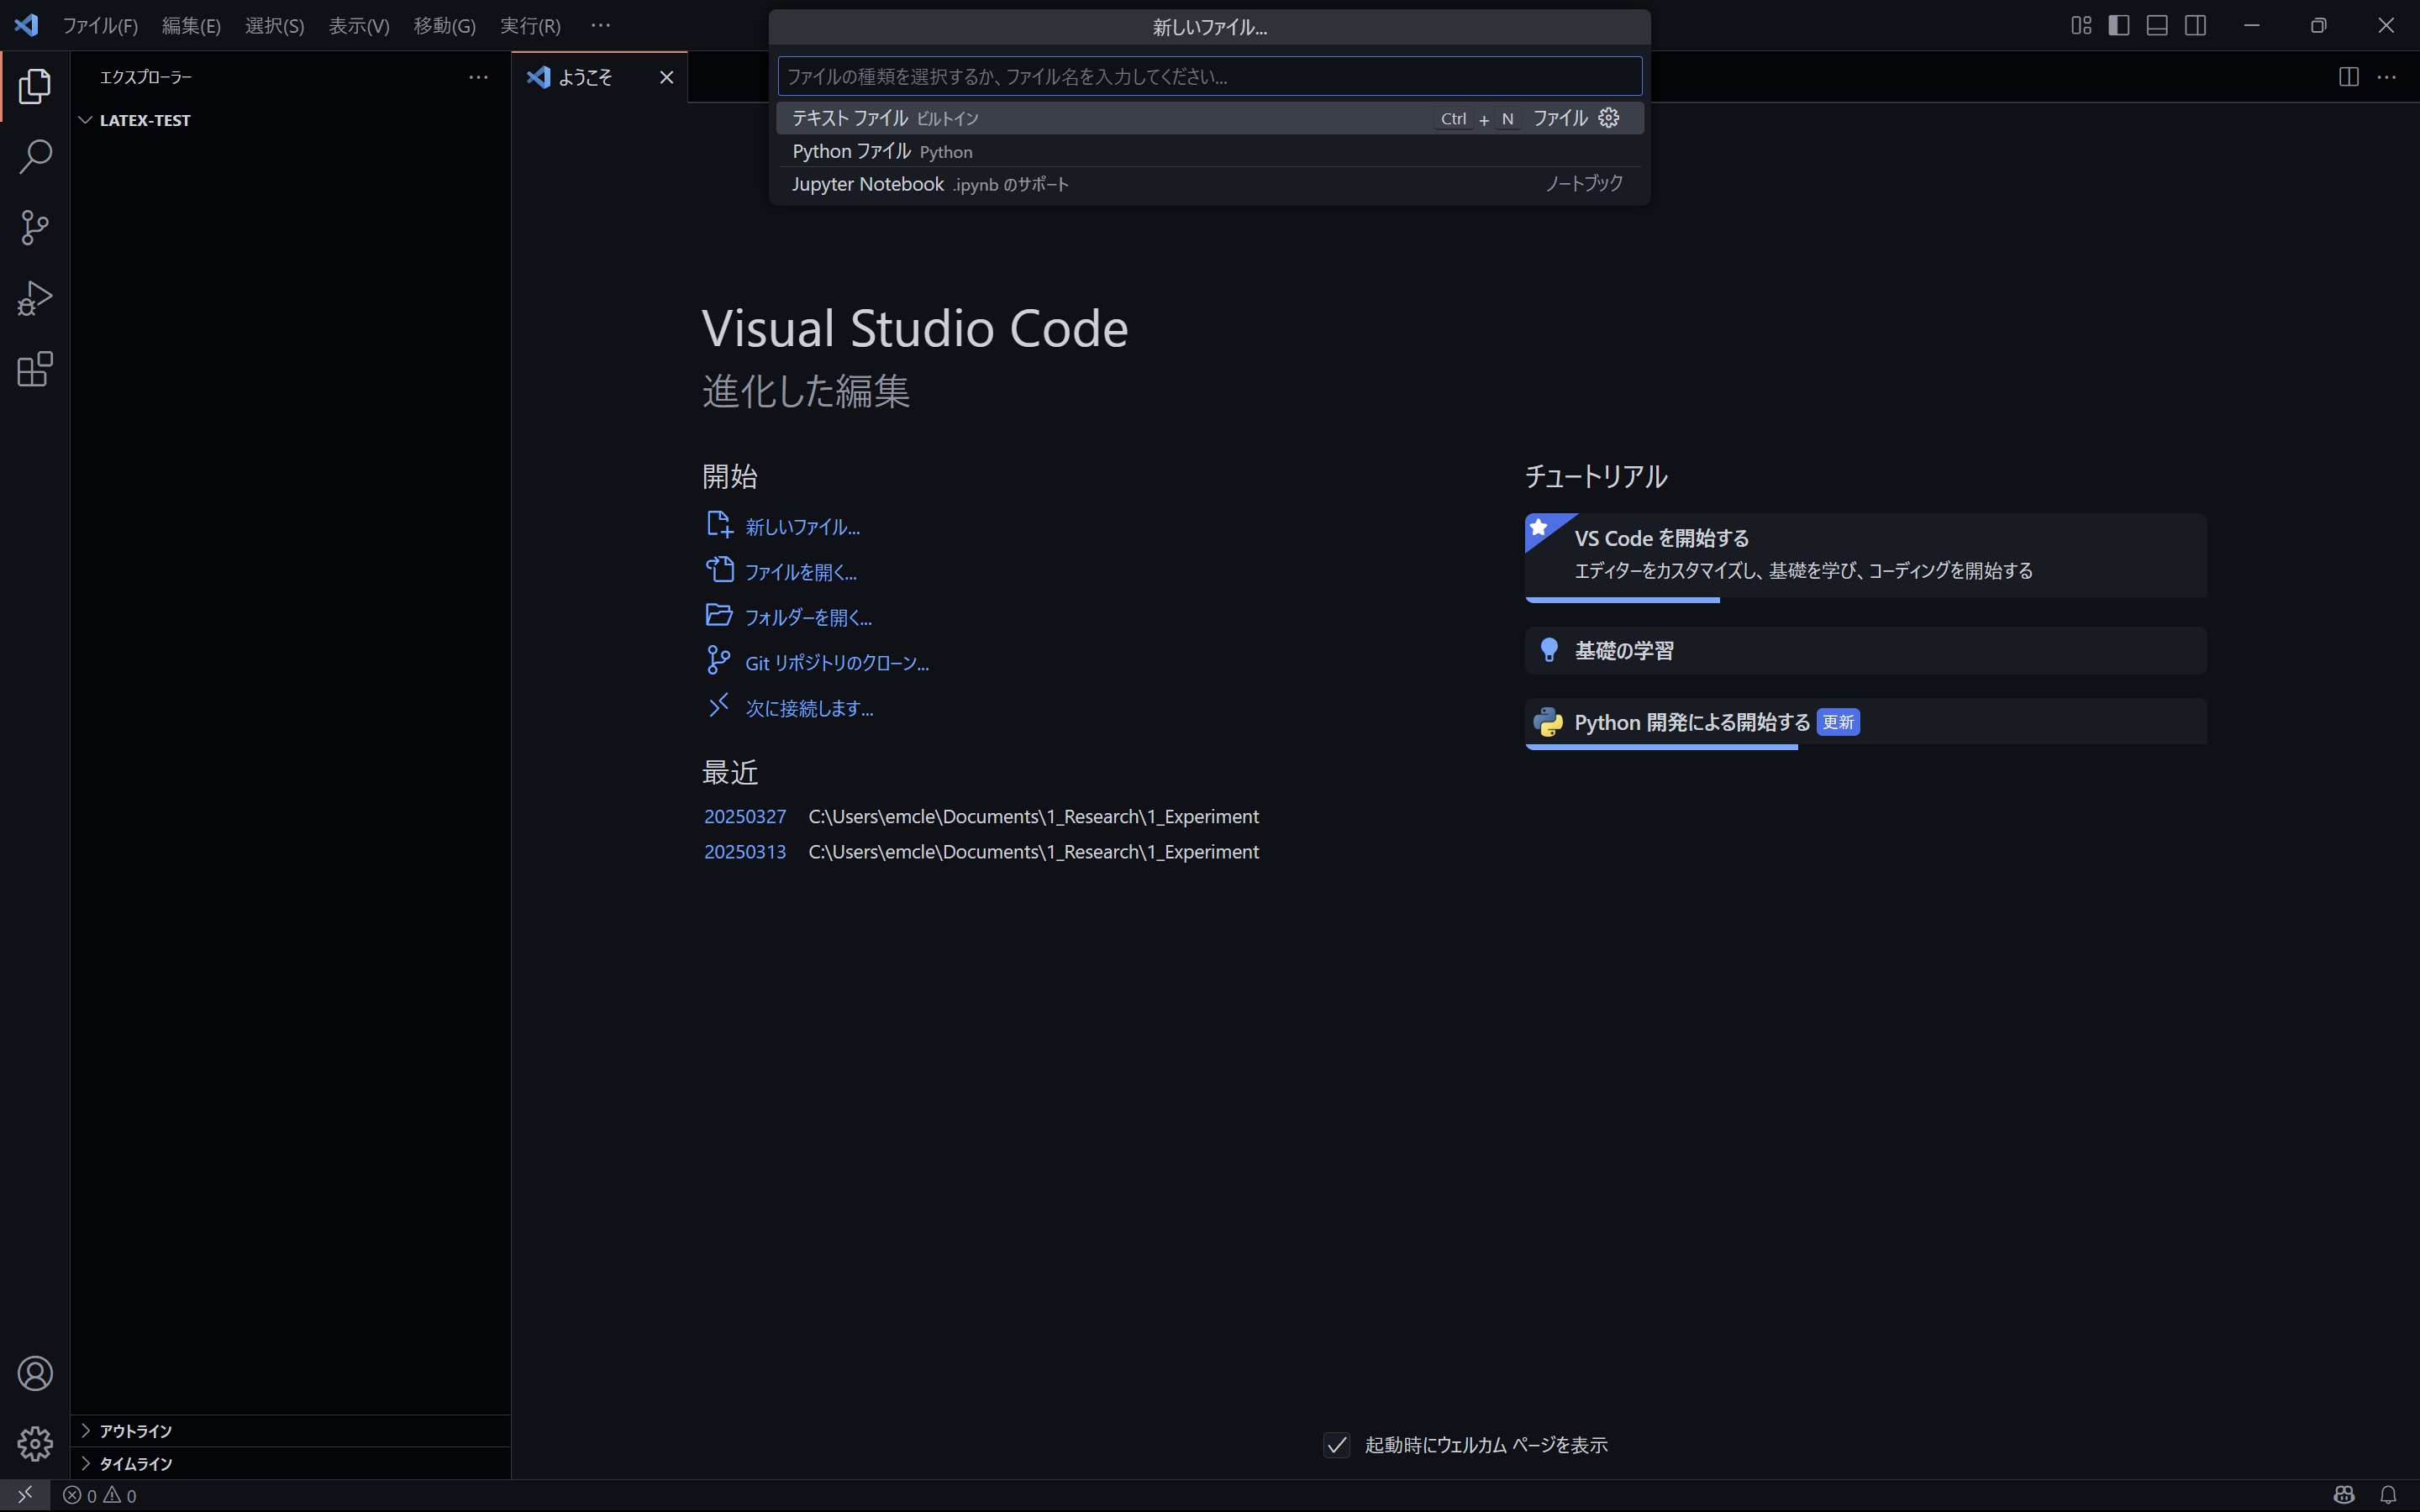 ファイル(F) 編集(E) 選択(S) 表示(V) 移動(G) 実行(R) …
新しいファイル...
ファイルの種類を選択するか、ファイル名を入力してください...
テキスト ファイル ビルトイン Ctrl + N ファイル
Python ファイル Python
Jupyter Notebook .ipynb のサポート ノートブック
エクスプローラー
LATEX-TEST
ようこそ
Visual Studio Code
進化した編集
開始
新しいファイル...
ファイルを開く...
フォルダーを開く...
Git リポジトリのクローン...
次に接続します...
最近
20250327 C:\Users\emcle\Documents\1_Research\1_Experiment
20250313 C:\Users\emcle\Documents\1_Research\1_Experiment
チュートリアル
VS Code を開始する
エディターをカスタマイズし、基礎を学び、コーディングを開始する
基礎の学習
Python 開発による開始する 更新
起動時にウェルカム ページを表示
アウトライン
タイムライン
0 0